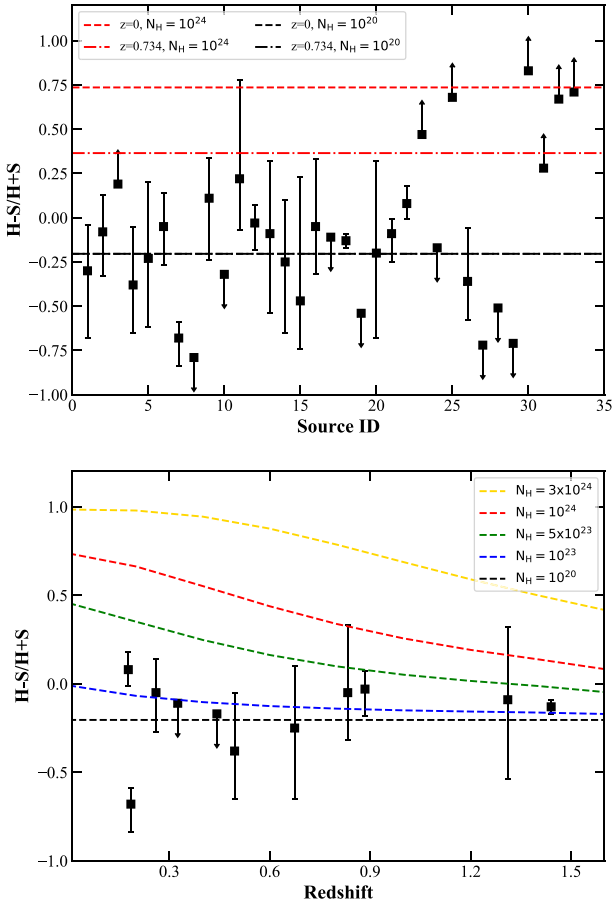 z=0, N_H = 10^24
z=0.734, N_H = 10^24
z=0, N_H = 10^20
z=0.734, N_H = 10^20
1.00
0.75
0.50
0.25
0.00
−0.25
−0.50
−0.75
−1.00
H-S/H+S
0 5 10 15 20 25 30 35
Source ID
N_H = 3x10^24
N_H = 10^24
N_H = 5x10^23
N_H = 10^23
N_H = 10^20
1.0
0.5
0.0
−0.5
−1.0
H-S/H+S
0.3 0.6 0.9 1.2 1.5
Redshift